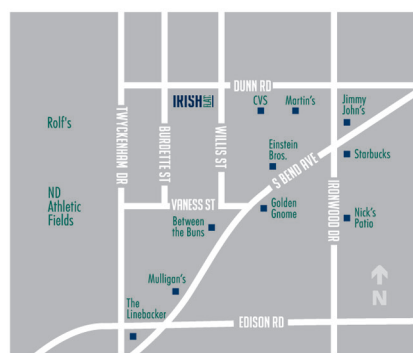 DUNN RD
IRISH ROW
CVS
Martin's
Jimmy
John's
Rolf's
TWYCKENHAM DR
BURDETTE ST
WILLIS ST
Einstein
Bros.
S BEND AVE
Starbucks
IRONWOOD DR
ND
Athletic
Fields
VANESS ST
Between
the Buns
Golden
Gnome
Nick's
Patio
Mulligan's
The
Linebacker
EDISON RD
N